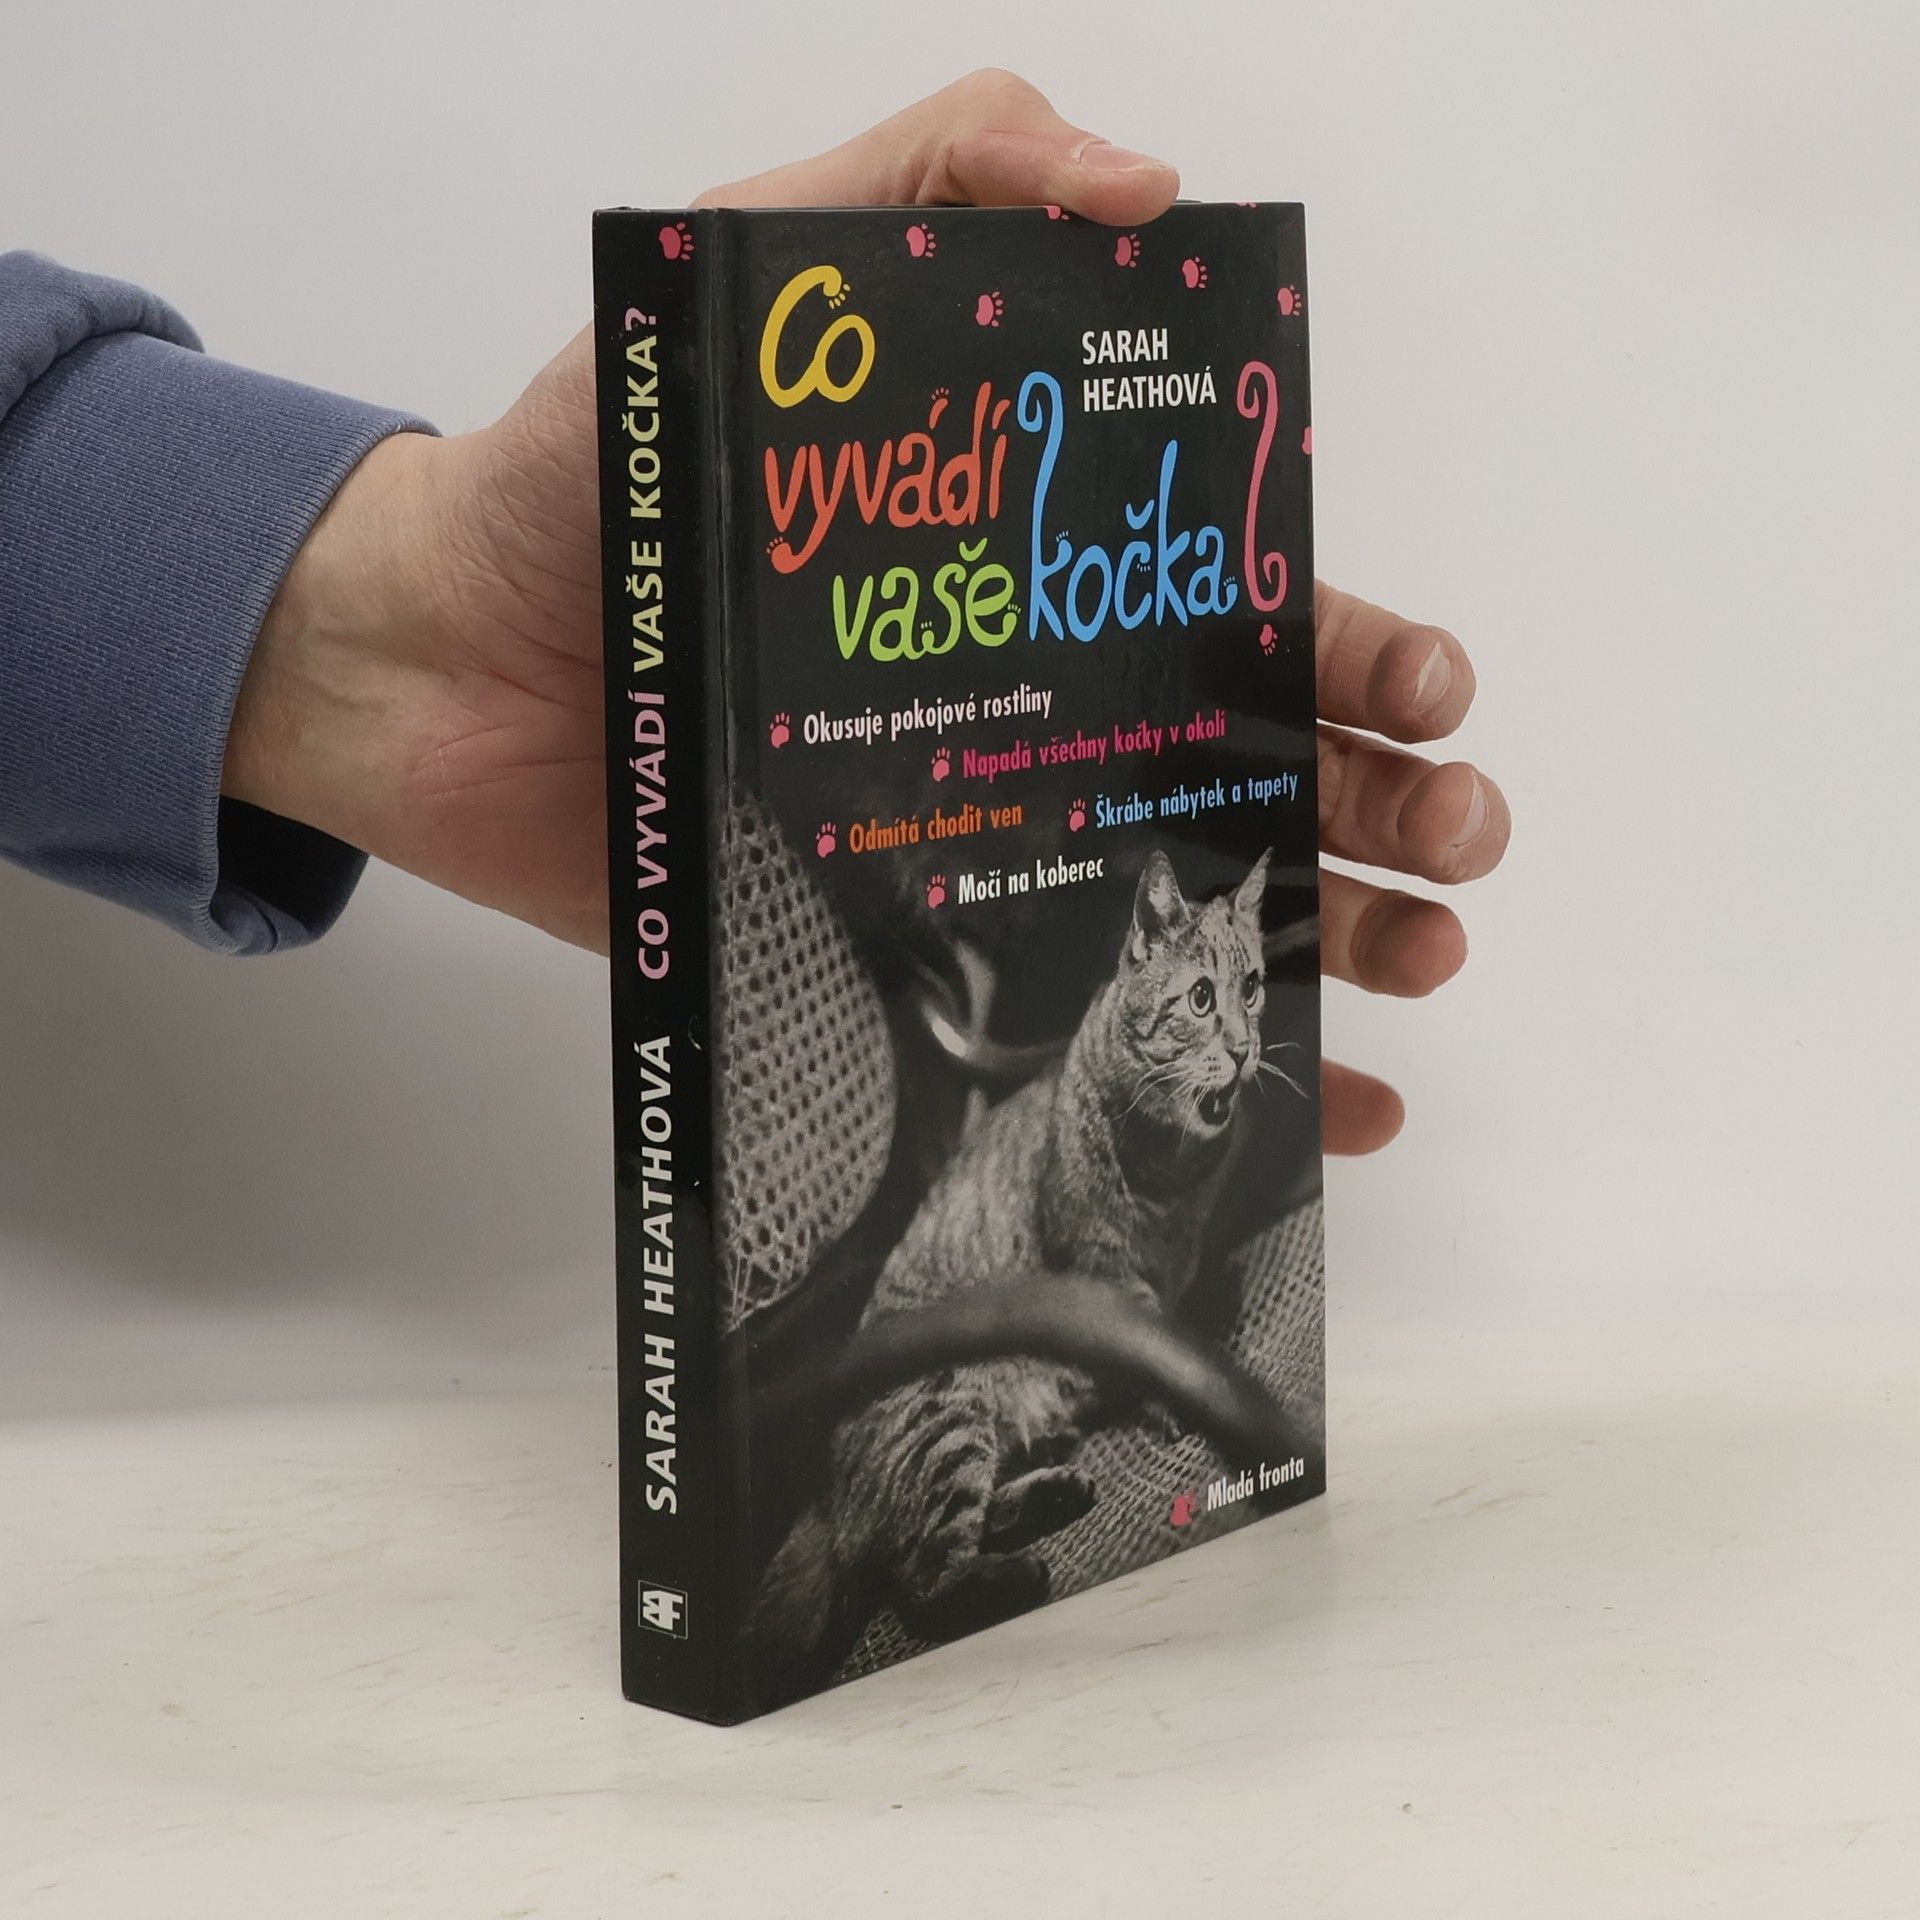 CO VYVÁDÍ VAŠE KOČKA?
SARAH HEATHOVÁ
MF
Co
vyvádí
vaše kočka?
SARAH
HEATHOVÁ
Okusuje pokojové rostliny
Napadá všechny kočky v okolí
Odmítá chodit ven
Škrábe nábytek a tapety
Močí na koberec
Mladá fronta